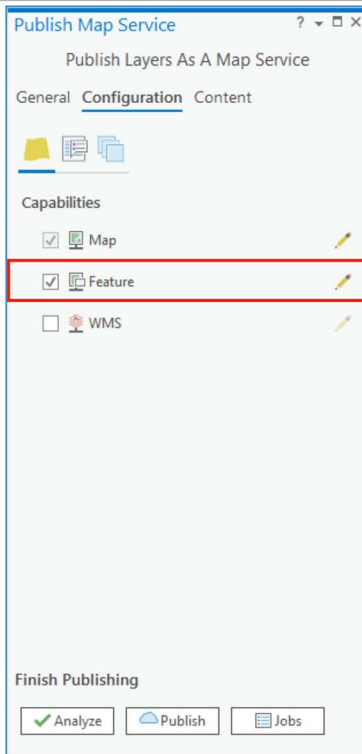 Publish Map Service
Publish Layers As A Map Service
General Configuration Content
Capabilities
Map
Feature
WMS
Finish Publishing
Analyze Publish Jobs